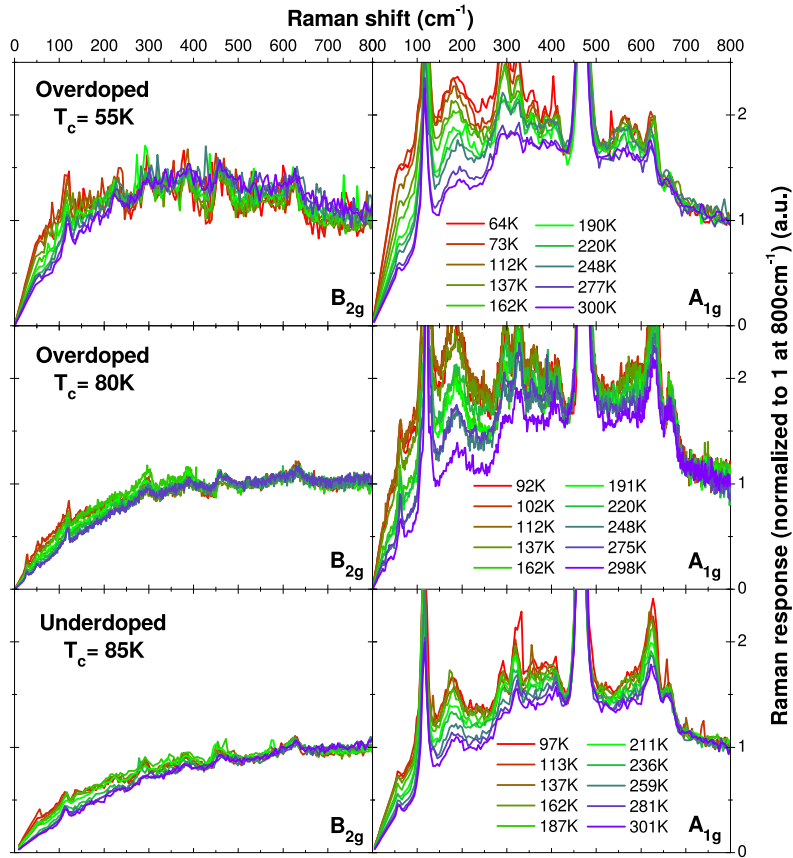 Raman shift (cm-1)
0 100 200 300 400 500 600 700 800
100 200 300 400 500 600 700 800
Overdoped
Tc= 55K
B2g
2
1
0
64K 190K
73K 220K
112K 248K
137K 277K
162K 300K
A1g
Overdoped
Tc= 80K
B2g
2
1
0
92K 191K
102K 220K
112K 248K
137K 275K
162K 298K
A1g
Underdoped
Tc= 85K
B2g
2
1
0
97K 211K
113K 236K
137K 259K
162K 281K
187K 301K
A1g
Raman response (normalized to 1 at 800cm-1) (a.u.)